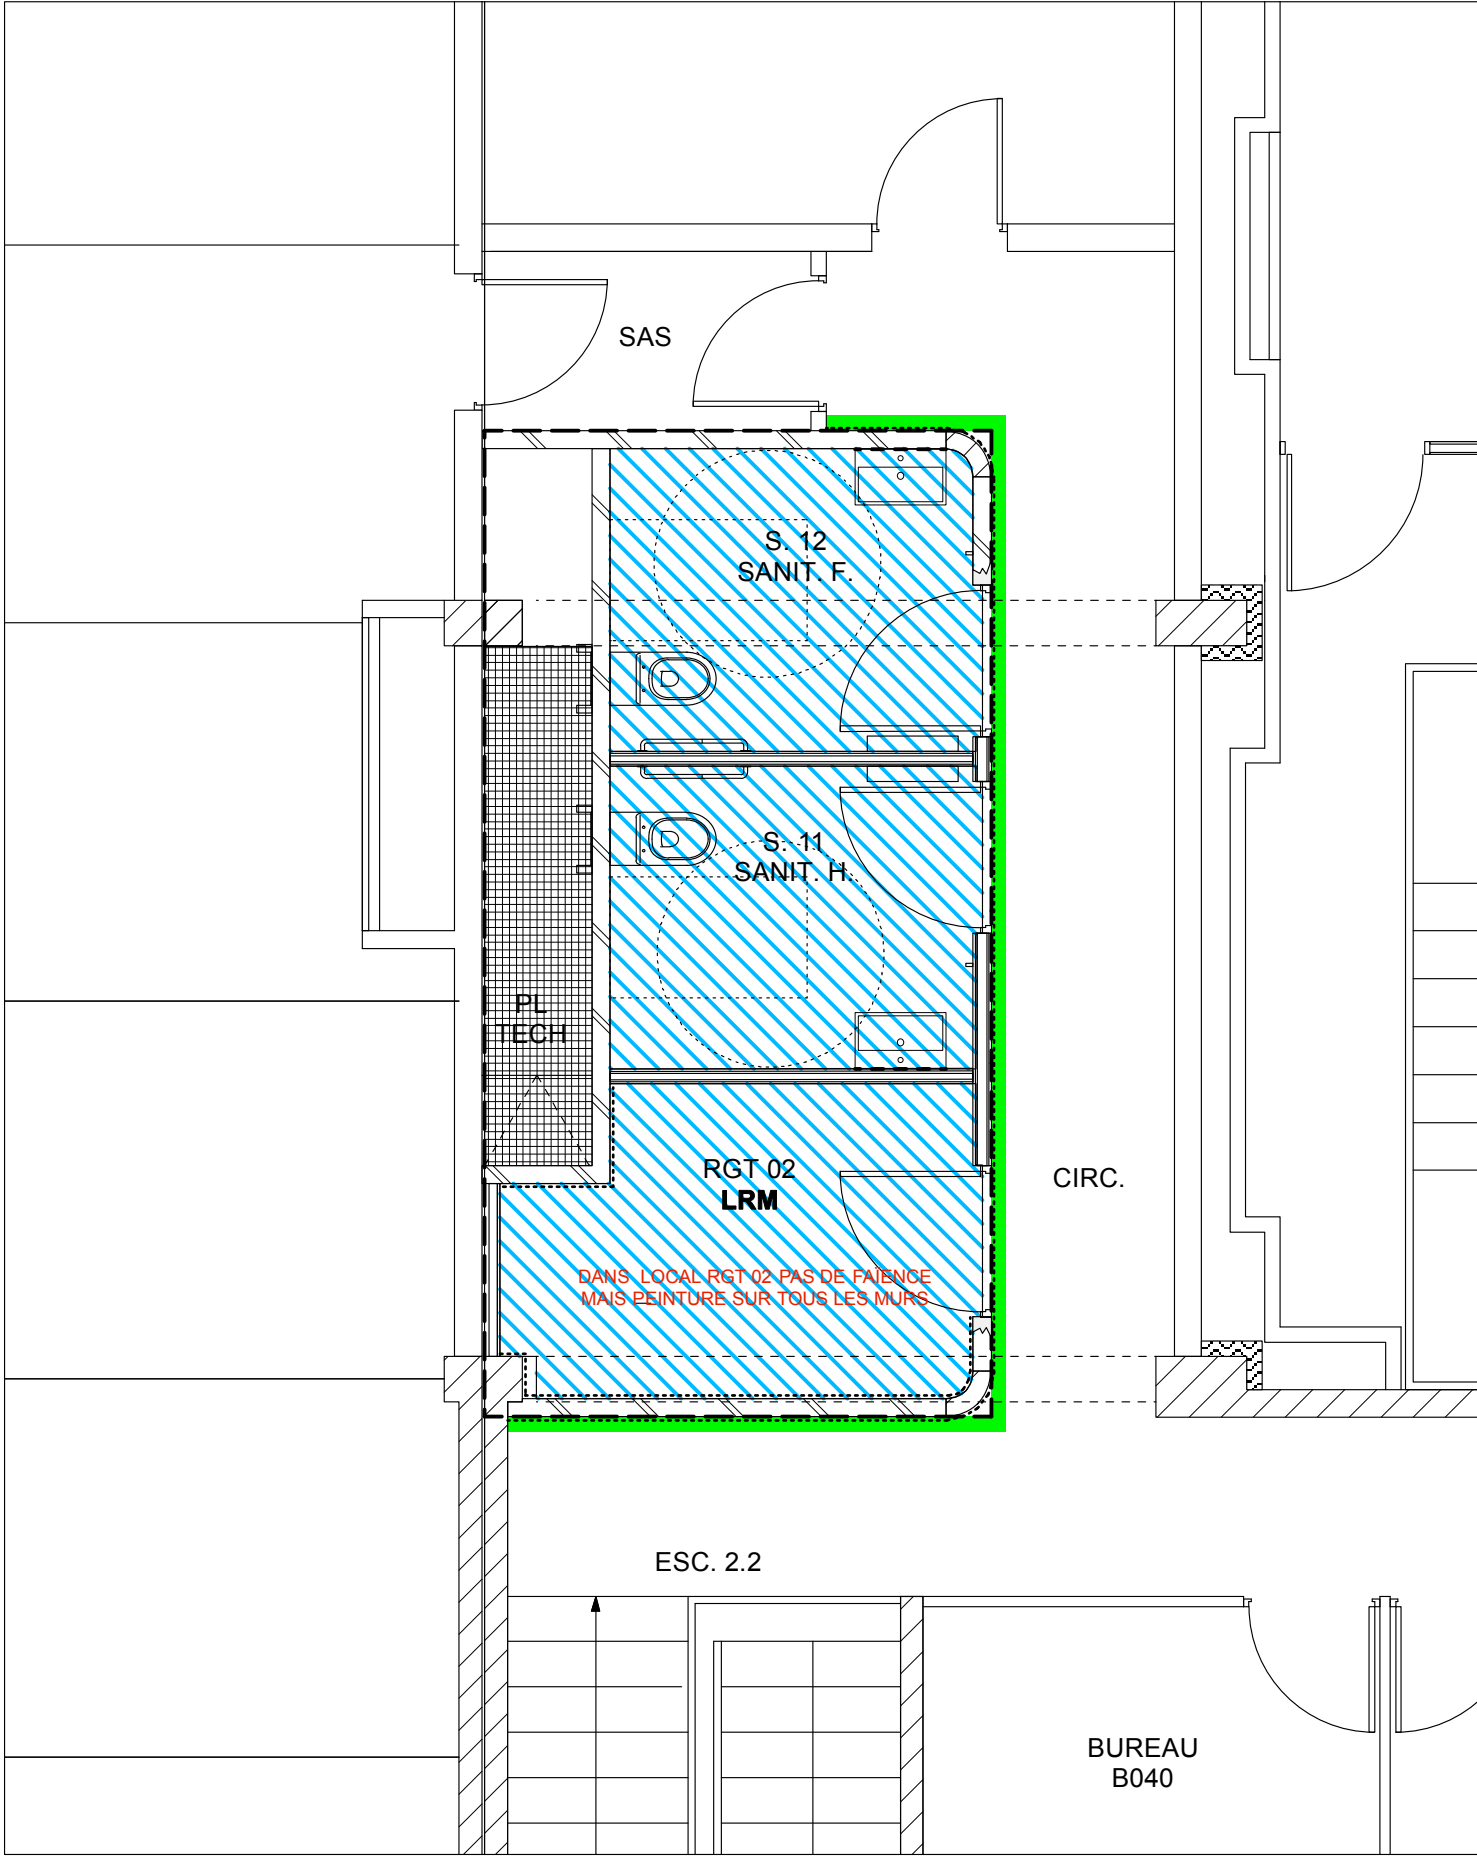 SAS
S. 12
SANIT. F.
S. 11
SANIT. H.
PL
TECH
RGT 02
LRM
CIRC.
DANS LOCAL RGT 02 PAS DE FAÏENCE
MAIS PEINTURE SUR TOUS LES MURS
ESC. 2.2
BUREAU
B040